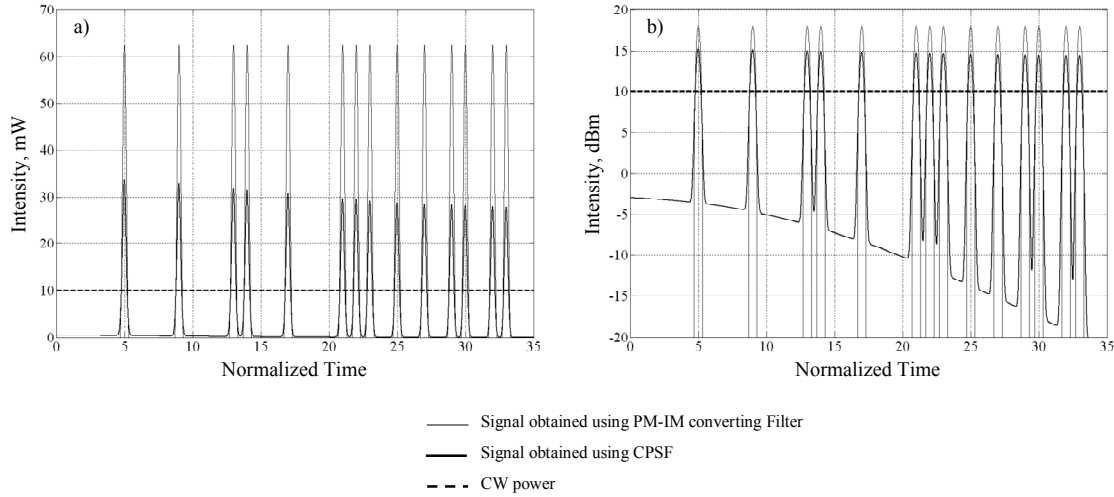 a)
Intensity, mW
70
60
50
40
30
20
10
0
0 5 10 15 20 25 30 35
Normalized Time
b)
Intensity, dBm
20
15
10
5
0
-5
-10
-15
-20
0 5 10 15 20 25 30 35
Normalized Time
Signal obtained using PM-IM converting Filter
Signal obtained using CPSF
CW power